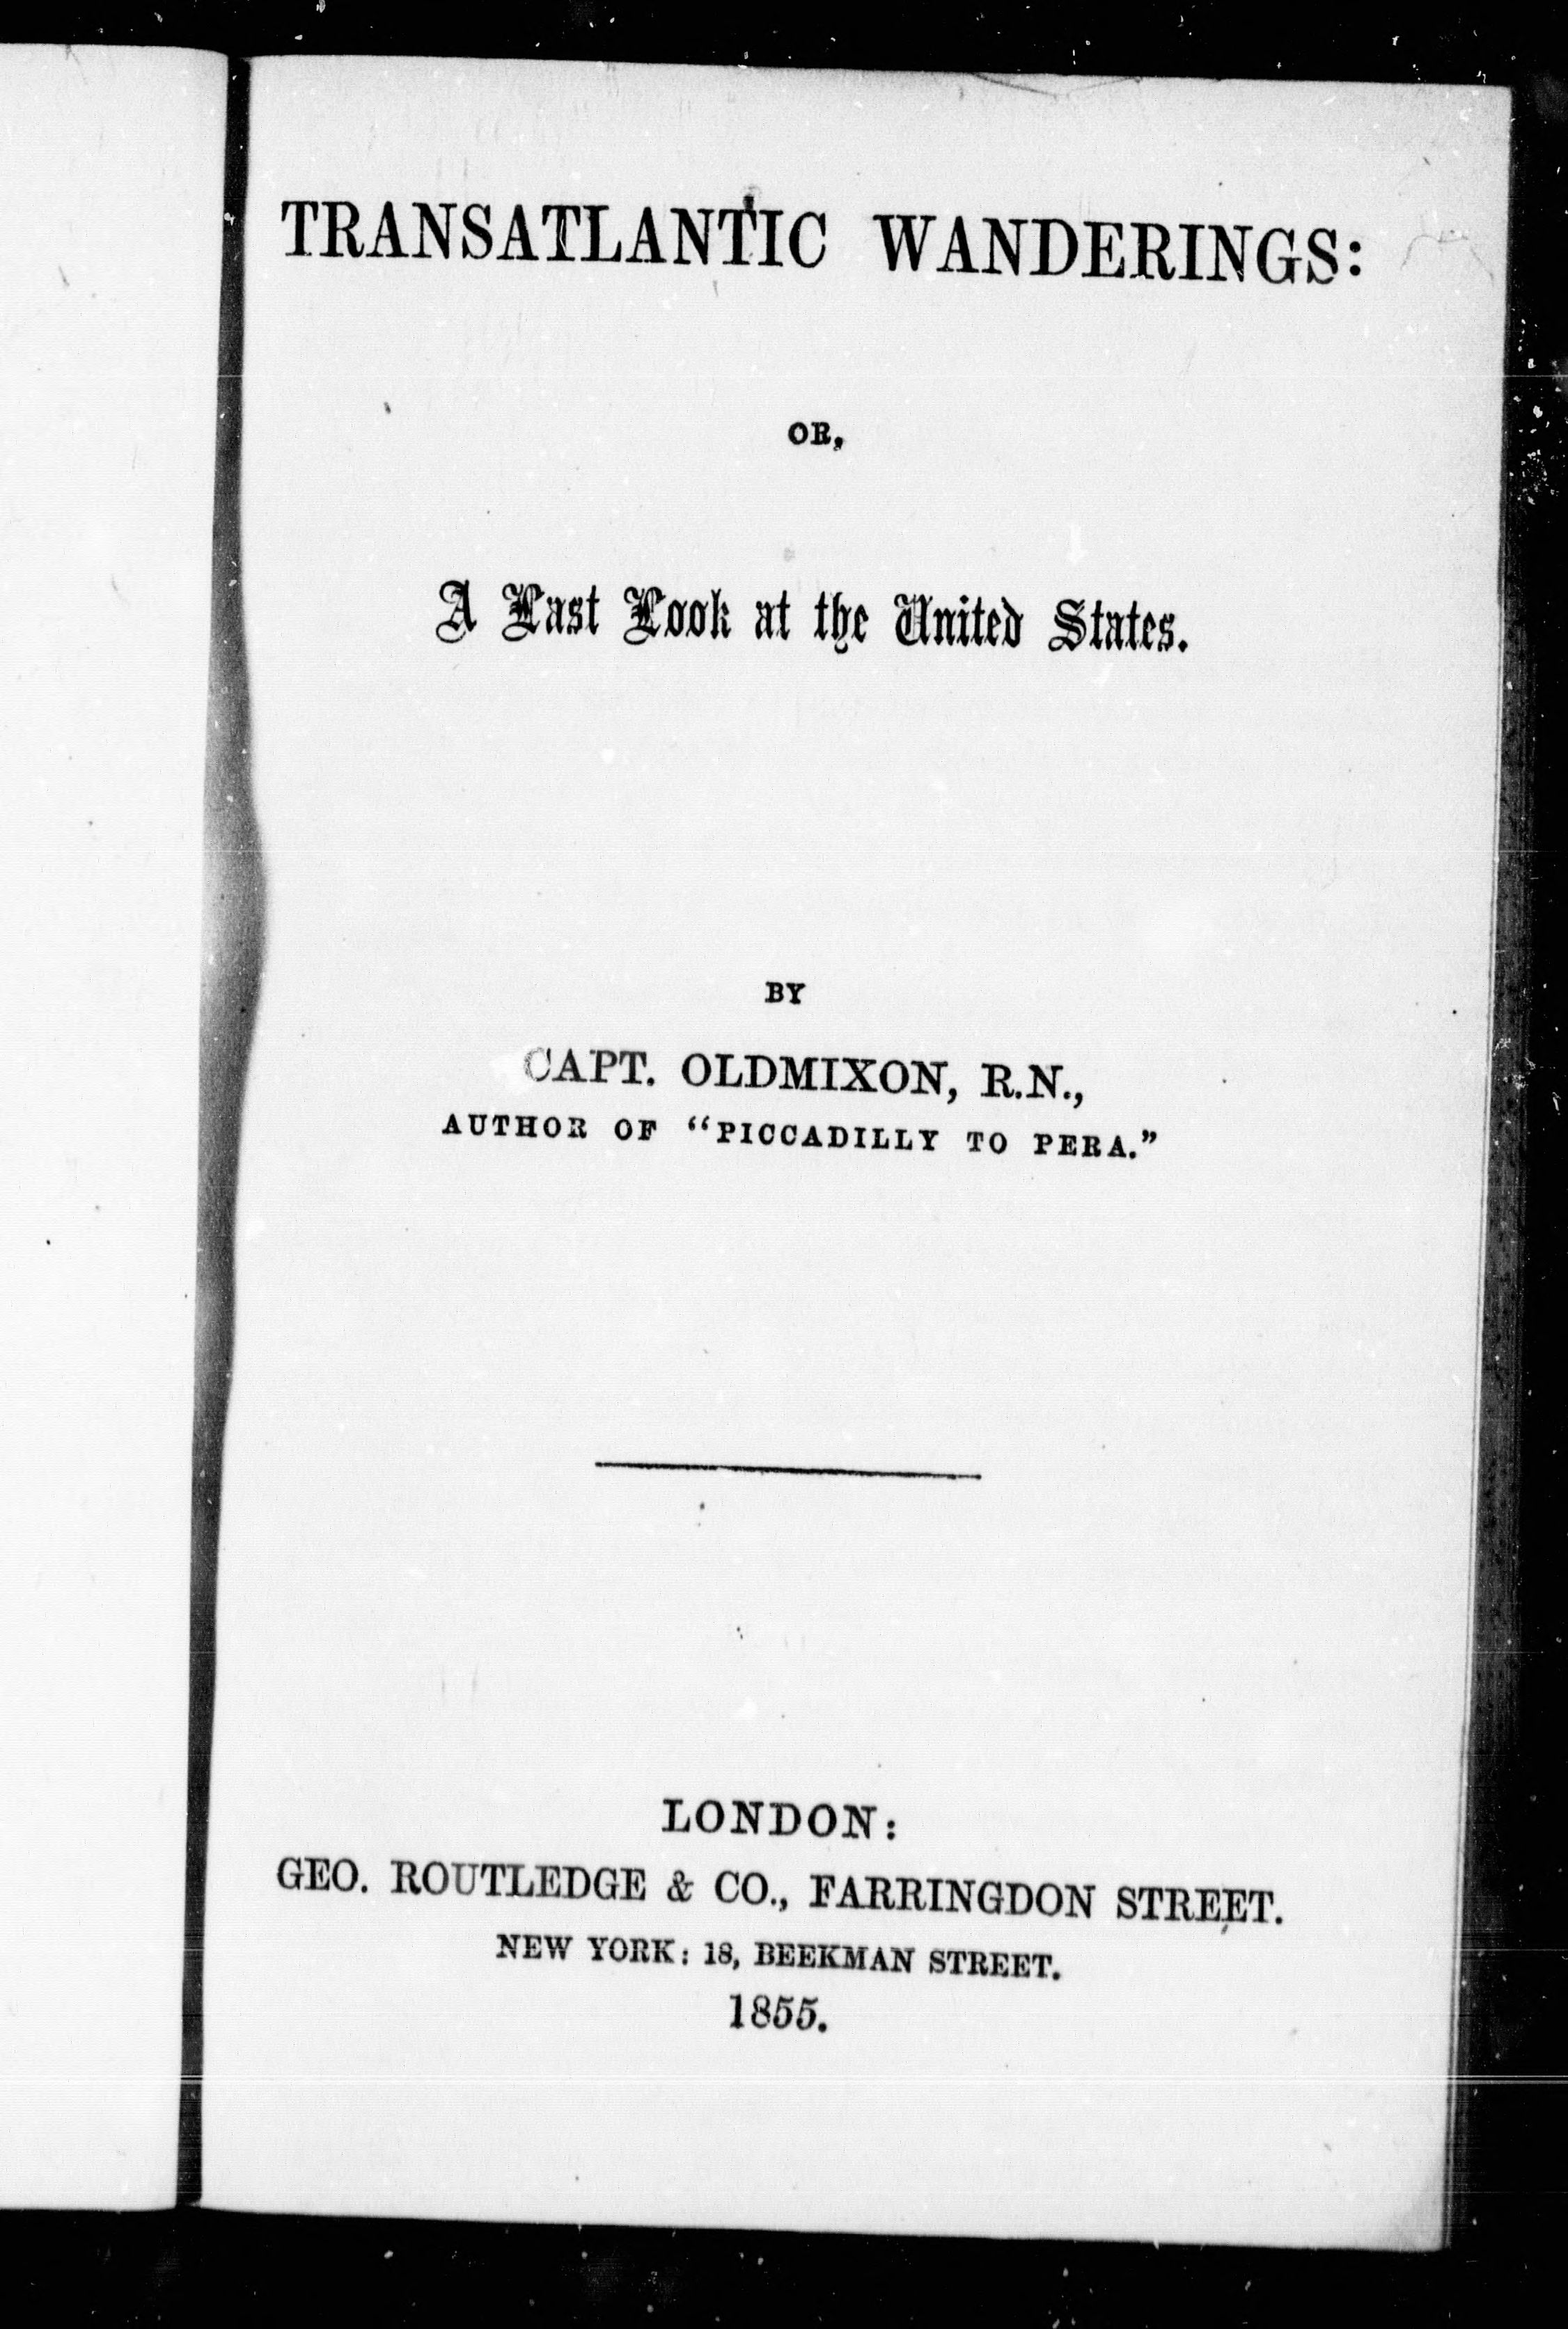 TRANSATLANTIC WANDERINGS:
OR,
A Last Look at the United States.
BY
CAPT. OLDMIXON, R.N.,
AUTHOR OF "PICCADILLY TO PERA."
LONDON:
GEO. ROUTLEDGE & CO., FARRINGDON STREET.
NEW YORK: 18, BEEKMAN STREET.
1855.